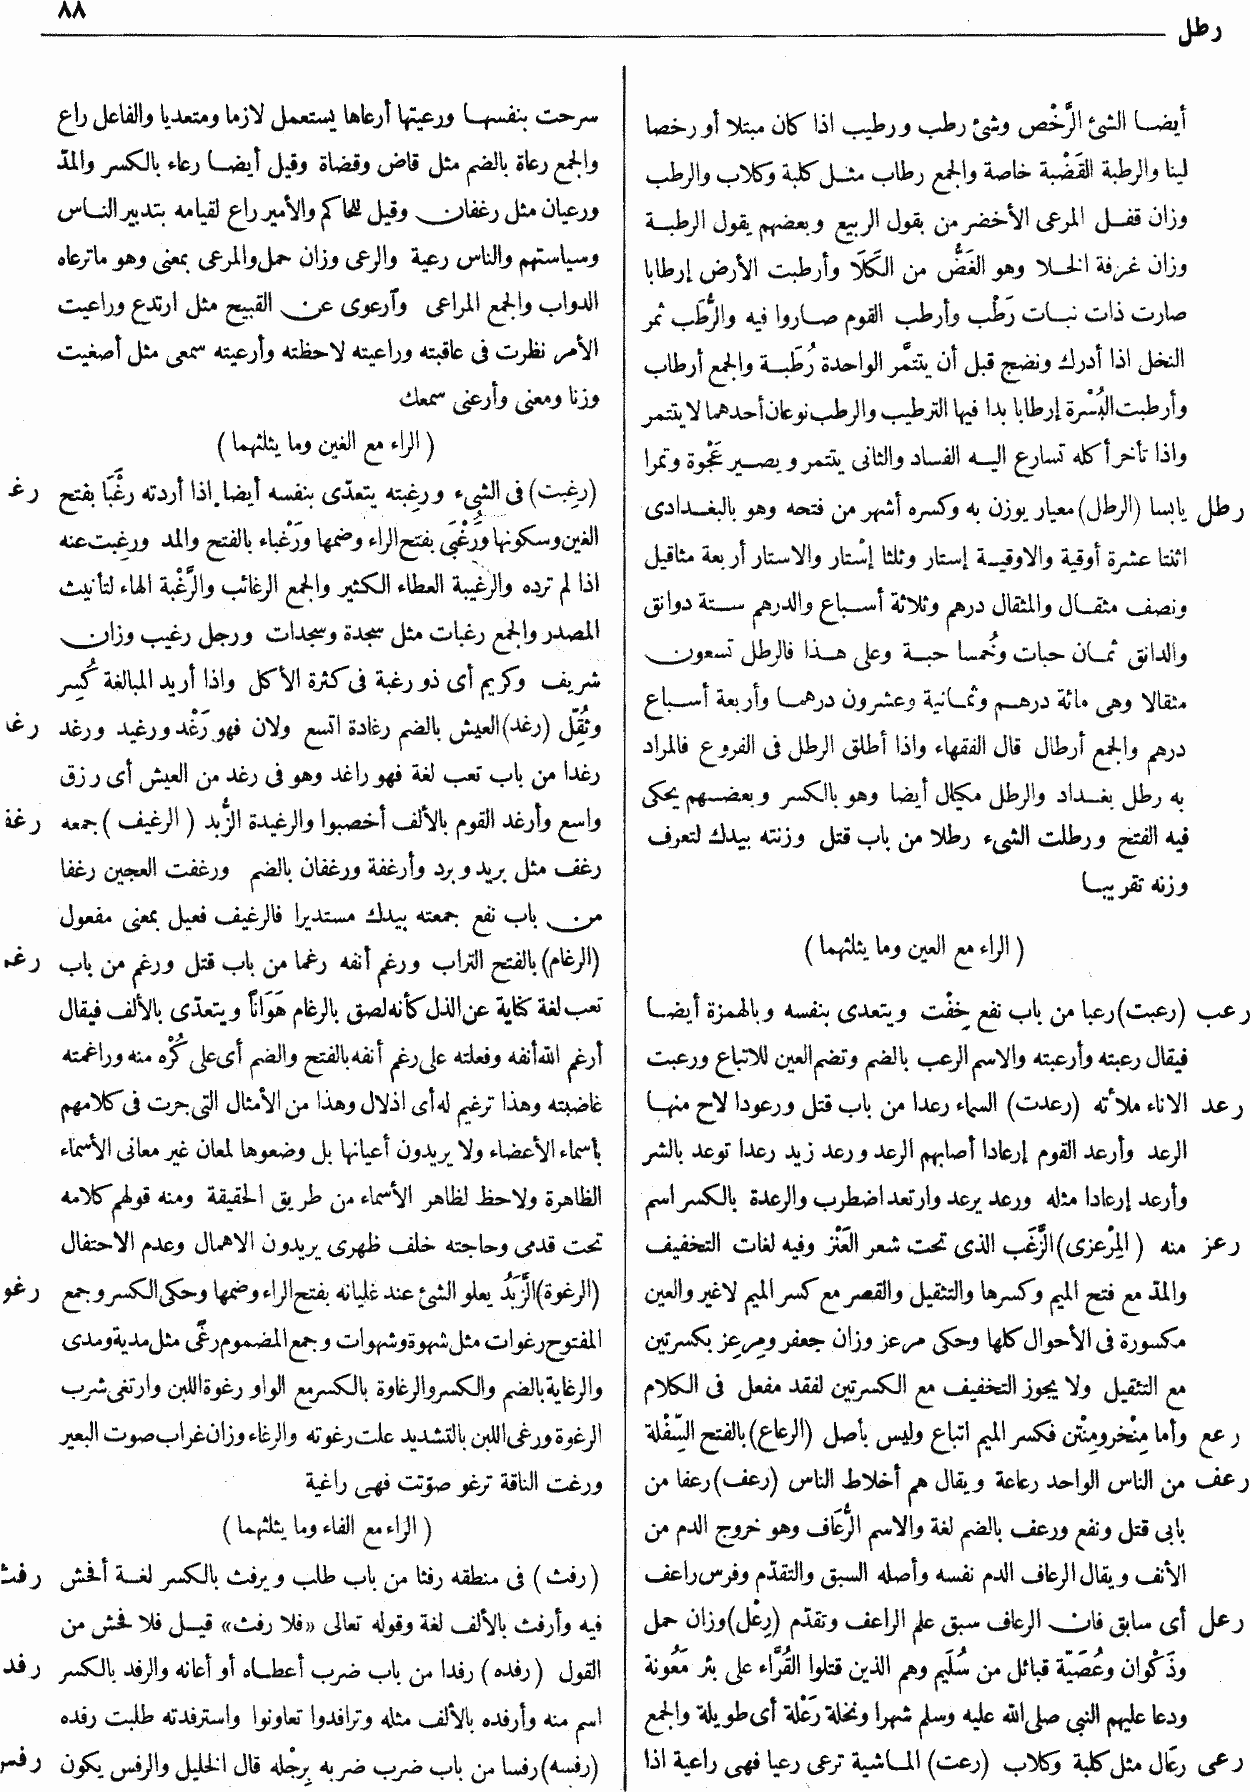 رطل
٨٨
أيضا الشئ الرَّخْص وشئ رطب ورطيب اذا كان مبتلا أو رخصا
لينا والرطبة القَضْبة خاصة والجمع رطاب مثل كلبة وكلاب والرطب
وزان قفل المرعى الأخضر من بقول الربيع وبعضهم يقول الرطبة
وزان غرفة الخلا وهو الغَضُّ من الكَلَا وأرطبت الأرض إرطابا
صارت ذات نبات رَطْب وأرطب القوم صاروا فيه والرُّطَب ثمر
النخل اذا أدرك ونضج قبل أن يتتمَّر الواحدة رُطَبة والجمع أرطاب
وأرطبت البُسْرة إرطابا بدا فيها الترطيب والرطب نوعان أحدهما لا يتتمر
واذا تأخر أكله تسارع اليه الفساد والثانى يتتمر ويصير عَجْوة وتمرا
رطل يابسا (الرطل) معيار يوزن به وكسره أشهر من فتحه وهو بالبغدادى
اثنتا عشرة أوقية والاوقية إستار وثلثا إسْتار والاستار أربعة مثاقيل
ونصف مثقال والمثقال درهم وثلاثة أسباع والدرهم ستة دوانق
والدانق ثمان حبات وخُمسا حبة وعلى هذا فالرطل تسعون
مثقالا وهى مائة درهم وثمانية وعشرون درهما وأربعة أسباع
درهم والجمع أرطال قال الفقهاء واذا أطلق الرطل فى الفروع فالمراد
به رطل بغداد والرطل مكيال أيضا وهو بالكسر وبعضهم يحكى
فيه الفتح ورطلت الشىء رطلا من باب قتل وزنته بيدك لتعرف
وزنه تقريبا
( الراء مع العين وما يثلثهما )
رعب (رعبت) رعبا من باب نفع خِفْت ويتعدى بنفسه وبالهمزة أيضا
فيقال رعبته وأرعبته والاسم الرعب بالضم وتضم العين للاتباع ورعبت
رعد الاناء ملأته (رعدت) السماء رعدا من باب قتل ورعودا لاح منها
الرعد وأرعد القوم إرعادا أصابهم الرعد ورعد زيد رعدا توعد بالشر
وأرعد إرعادا مثله ورعد يرعد وارتعد اضطرب والرعدة بالكسر اسم
رعز منه ( المِرْعزى) الزَّغَب الذى تحت شعر العَنْز وفيه لغات التخفيف
والمدّ مع فتح الميم وكسرها والتثقيل والقصر مع كسر الميم لا غير والعين
مكسورة فى الأحوال كلها وحكى مرعز وزان جعفر ومِرعِز بكسرتين
مع التثقيل ولا يجوز التخفيف مع الكسرتين لفقد مفعل فى الكلام
رعع وأما مِنْخر ومِنْتن فكسر الميم اتباع وليس بأصل (الرعاع) بالفتح السِّفْلة
رعف من الناس الواحد رعاعة ويقال هم أخلاط الناس (رعف) رعفا من
بابى قتل ونفع ورعف بالضم لغة والاسم الرُّعَاف وهو خروج الدم من
الأنف ويقال الرعاف الدم نفسه وأصله السبق والتقدّم وفرس راعف
رعل أى سابق فان الرعاف سبق علم الراعف وتقدّم (رِعْل) وزان حمل
وذَكْوان وعُصَيّة قبائل من سُلَيم وهم الذين قتلوا القُرَّاء على بئر مَعُونة
ودعا عليهم النبي صلى الله عليه وسلم شهرا ونخلة رَعْلة أى طويلة والجمع
رعى رعَال مثل كلبة وكلاب (رعت) الماشية ترعى رعيا فهى راعية اذا
سرحت بنفسها ورعيتها أرعاها يستعمل لازما ومتعديا والفاعل راع
والجمع رعاة بالضم مثل قاض وقضاة وقيل أيضا رعاء بالكسر والمدّ
ورعيان مثل رغفان وقيل للحاكم والأمير راع لقيامه بتدبير الناس
وسياستهم والناس رعية والرعى وزان حمل والمرعى بمعنى وهو ما ترعاه
الدواب والجمع المراعى وآرعوى عن القبيح مثل ارتدع وراعيت
الأمر نظرت فى عاقبته وراعيته لاحظته وأرعيته سمعى مثل أصغيت
وزنا ومعنى وأرعنى سمعك
( الراء مع الغين وما يثلثهما )
(رغبت) فى الشىء ورغبته يتعدّى بنفسه أيضا اذا أردته رغْبًا بفتح
الغين وسكونها ورُغْبَى بفتح الراء وضمها ورَغْباء بالفتح والمد ورغبت عنه
اذا لم ترده والرغيبة العطاء الكثير والجمع الرغائب والرَّغْبة الهاء لتأنيث
المصدر والجمع رغبات مثل سجدة وسجدات ورجل رغيب وزان
شريف وكريم أى ذو رغبة فى كثرة الأكل واذا أريد المبالغة كُسِر
وثُقِّل (رغد) العيش بالضم رغادة اتسع ولان فهو رَغْد ورغيد ورغد رغد
رغدا من باب تعب لغة فهو راغد وهو فى رغد من العيش أى رزق
واسع وأرغد القوم بالألف أخصبوا والرغيدة الزُّبد ( الرغيف ) جمعه رغف
رغف مثل بريد وبرد وأرغفة ورغفان بالضم ورغفت العجين رغفا
من باب نفع جمعته بيدك مستديرا فالرغيف فعيل بمعنى مفعول
(الرغام) بالفتح التراب ورغم أنفه رغما من باب قتل ورغم من باب رغم
تعب لغة كناية عن الذل كأنه لصق بالرغام هَوَانًا ويتعدّى بالألف فيقال
أرغم الله أنفه وفعلته على رغم أنفه بالفتح والضم أى على كُرْه منه وراغمته
غاضبته وهذا ترغيم له أى اذلال وهذا من الأمثال التى جرت فى كلامهم
بأسماء الأعضاء ولا يريدون أعيانها بل وضعوها لمعان غير معانى الأسماء
الظاهرة ولا حظ لظاهر الأسماء من طريق الحقيقة ومنه قولهم كلامه
تحت قدمى وحاجته خلف ظهرى يريدون الاهمال وعدم الاحتفال
(الرغوة) الزَّبَدُ يعلو الشئ عند غليانه بفتح الراء وضمها وحكى الكسر وجمع رغو
المفتوح رغوات مثل شهوة وشهوات وجمع المضموم رغًى مثل مدية ومدى
والرغاية بالضم والكسر والرغاوة بالكسر مع الواو رغوة اللبن وارتغى شرب
الرغوة ورغى اللبن بالتشديد علت رغوته والرغاء وزان غراب صوت البعير
ورغت الناقة ترغو صوّتت فهى راغية
( الراء مع الفاء وما يثلثهما )
(رفث) فى منطقه رفثا من باب طلب ويرفث بالكسر لغة أفحش رفث
فيه وأرفث بالألف لغة وقوله تعالى «فلا رفث» قيل فلا فحش من
القول (رفده) رفدا من باب ضرب أعطاه أو أعانه والرفد بالكسر رفد
اسم منه وأرفده بالألف مثله وترافدوا تعاونوا واسترفدته طلبت رفده
(رفسه) رفسا من باب ضرب ضربه برِجْله قال الخليل والرفس يكون رفس